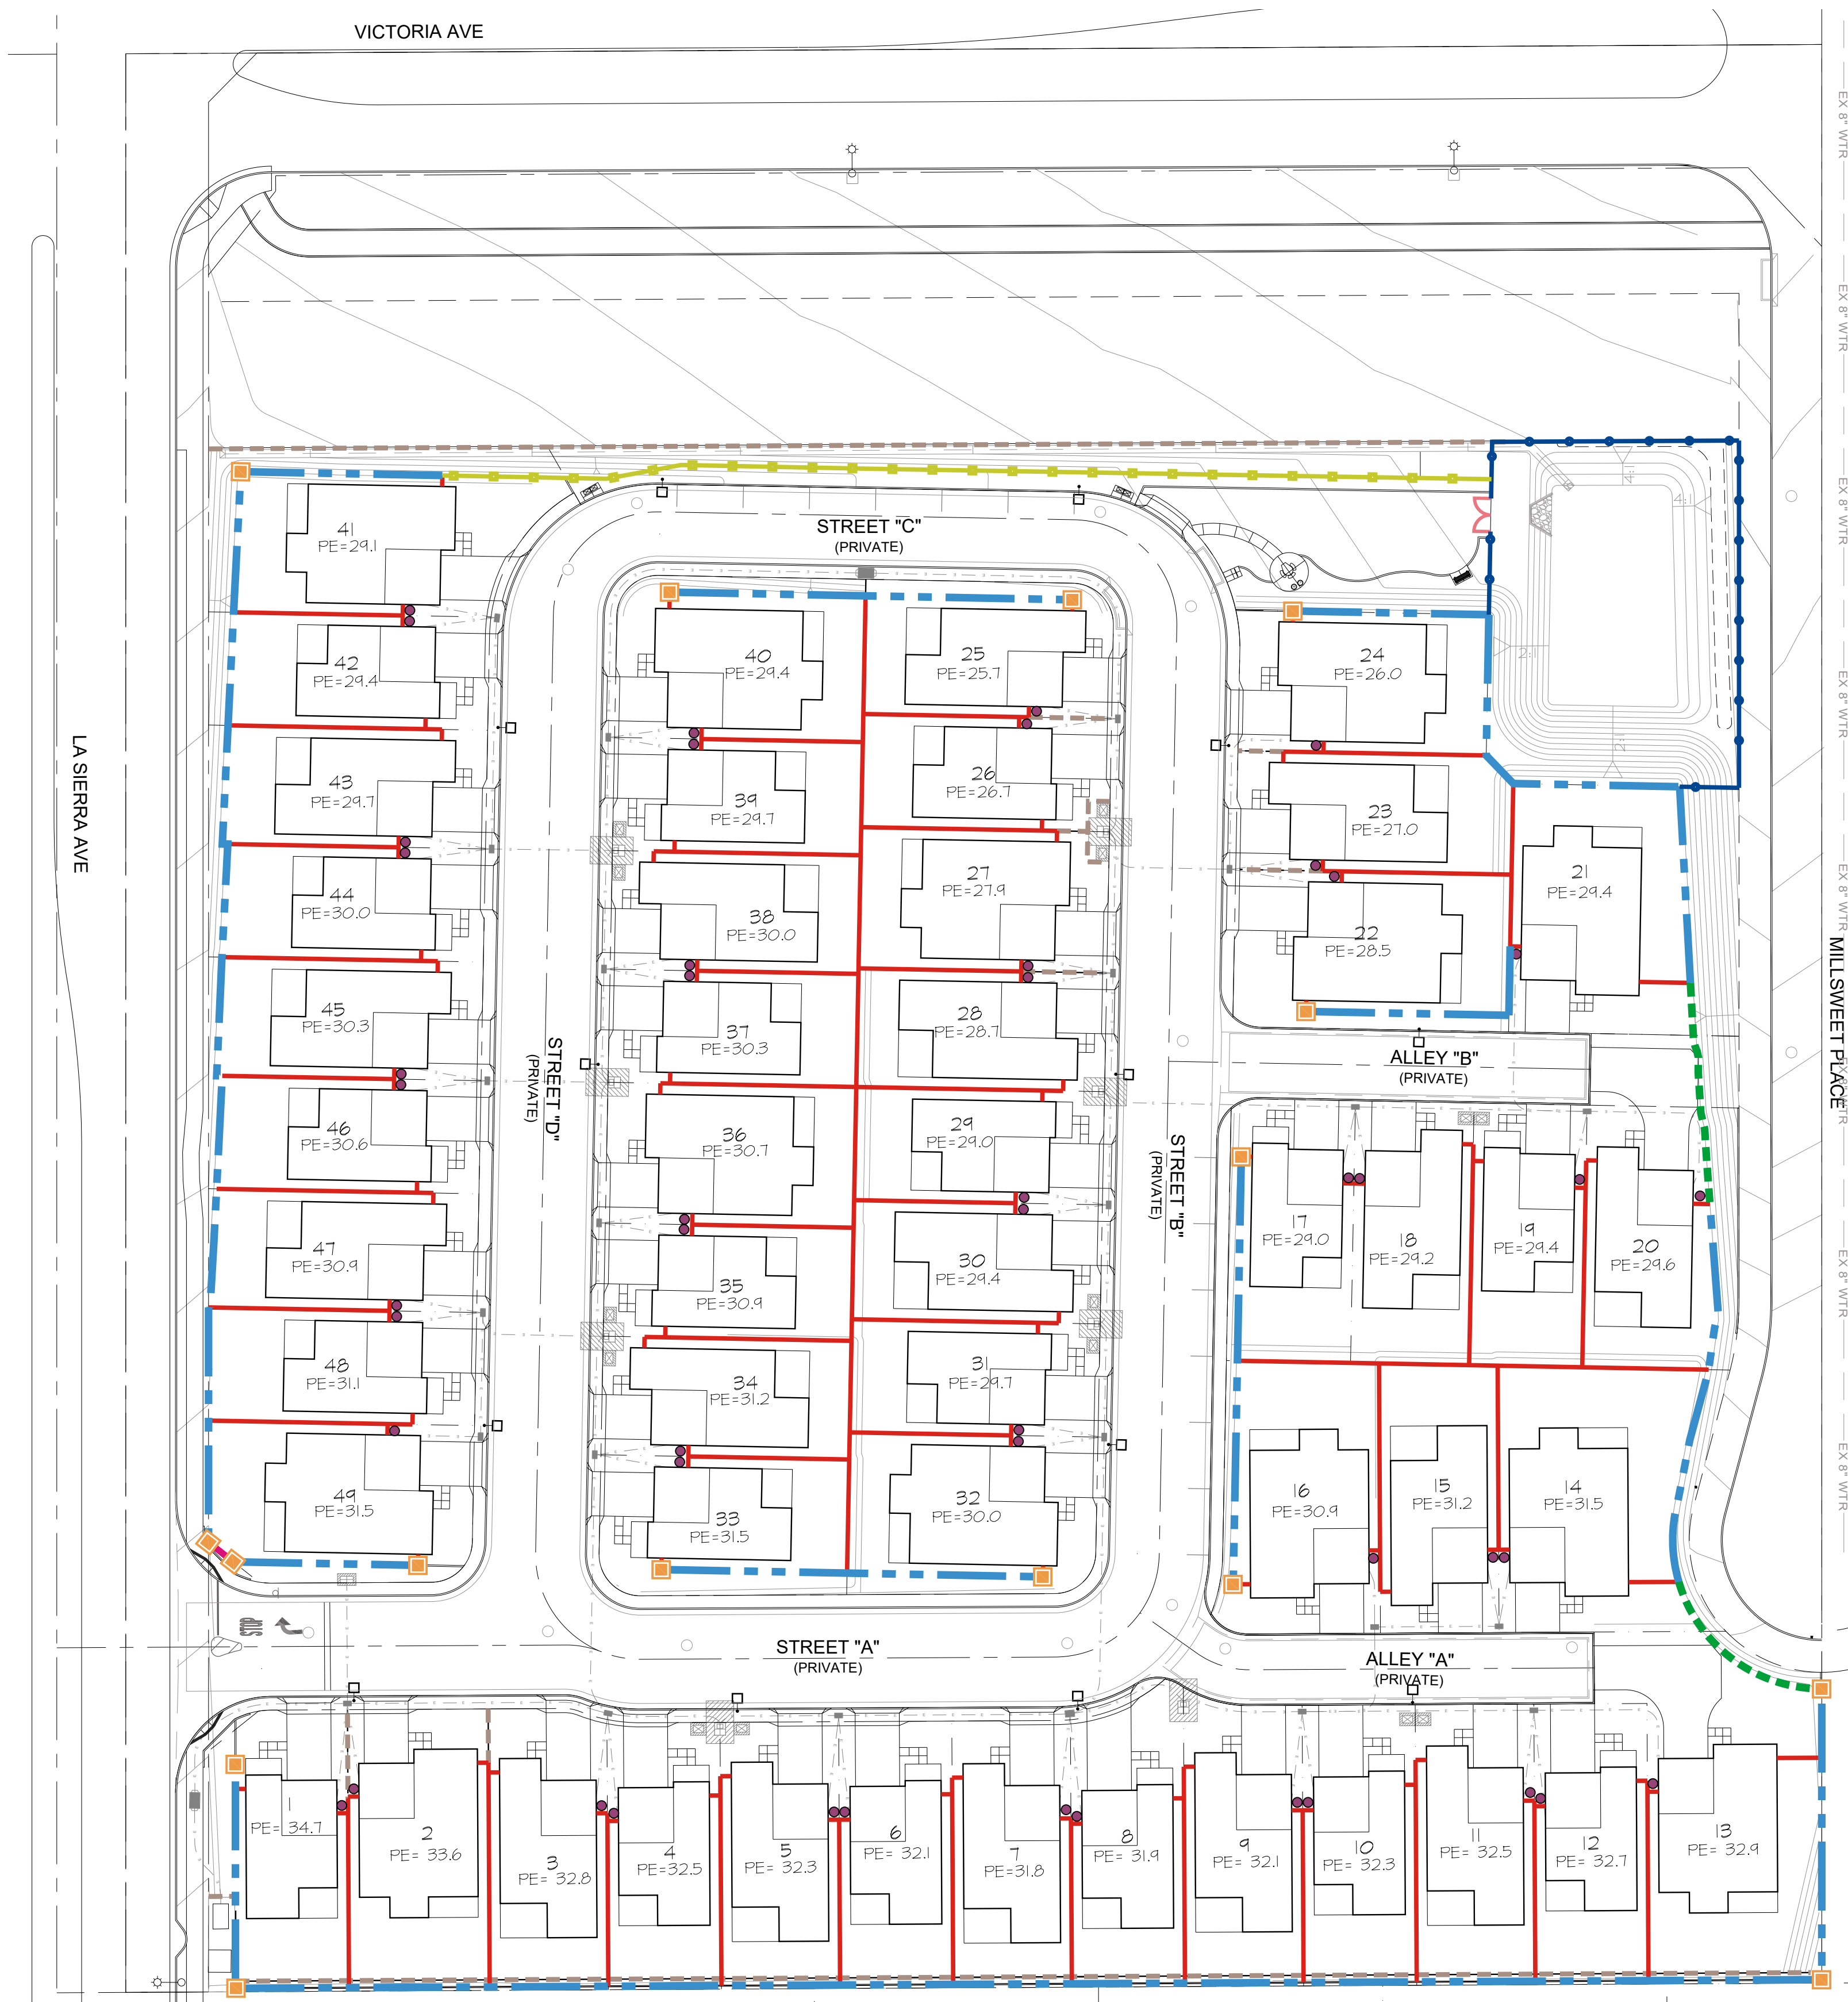 VICTORIA AVE
EX 8" WTR
EX 8" WTR
EX 8" WTR
EX 8" WTR
EX 8" WTR
EX 8" WTR
EX 8" WTR
EX 8" WTR
LA SIERRA AVE
MILLSWEET PLACE
STREET "C"
(PRIVATE)
STREET "D"
(PRIVATE)
STREET "B"
(PRIVATE)
ALLEY "B"
(PRIVATE)
STREET "A"
(PRIVATE)
ALLEY "A"
(PRIVATE)
STOP
4:1
4:1
2:1
2:1
41
PE=29.1
42
PE=29.4
43
PE=29.7
44
PE=30.0
45
PE=30.3
46
PE=30.6
47
PE=30.9
48
PE=31.1
49
PE=31.5
40
PE=29.4
39
PE=29.7
38
PE=30.0
37
PE=30.3
36
PE=30.7
35
PE=30.9
34
PE=31.2
33
PE=31.5
25
PE=25.7
26
PE=26.7
27
PE=27.9
28
PE=28.7
29
PE=29.0
30
PE=29.4
31
PE=29.7
32
PE=30.0
24
PE=26.0
23
PE=27.0
22
PE=28.5
21
PE=29.4
17
PE=29.0
18
PE=29.2
19
PE=29.4
20
PE=29.6
16
PE=30.9
15
PE=31.2
14
PE=31.5
1
PE= 34.7
2
PE= 33.6
3
PE= 32.8
4
PE=32.5
5
PE= 32.3
6
PE= 32.1
7
PE=31.8
8
PE= 31.9
9
PE= 32.1
10
PE= 32.3
11
PE= 32.5
12
PE= 32.7
13
PE= 32.9